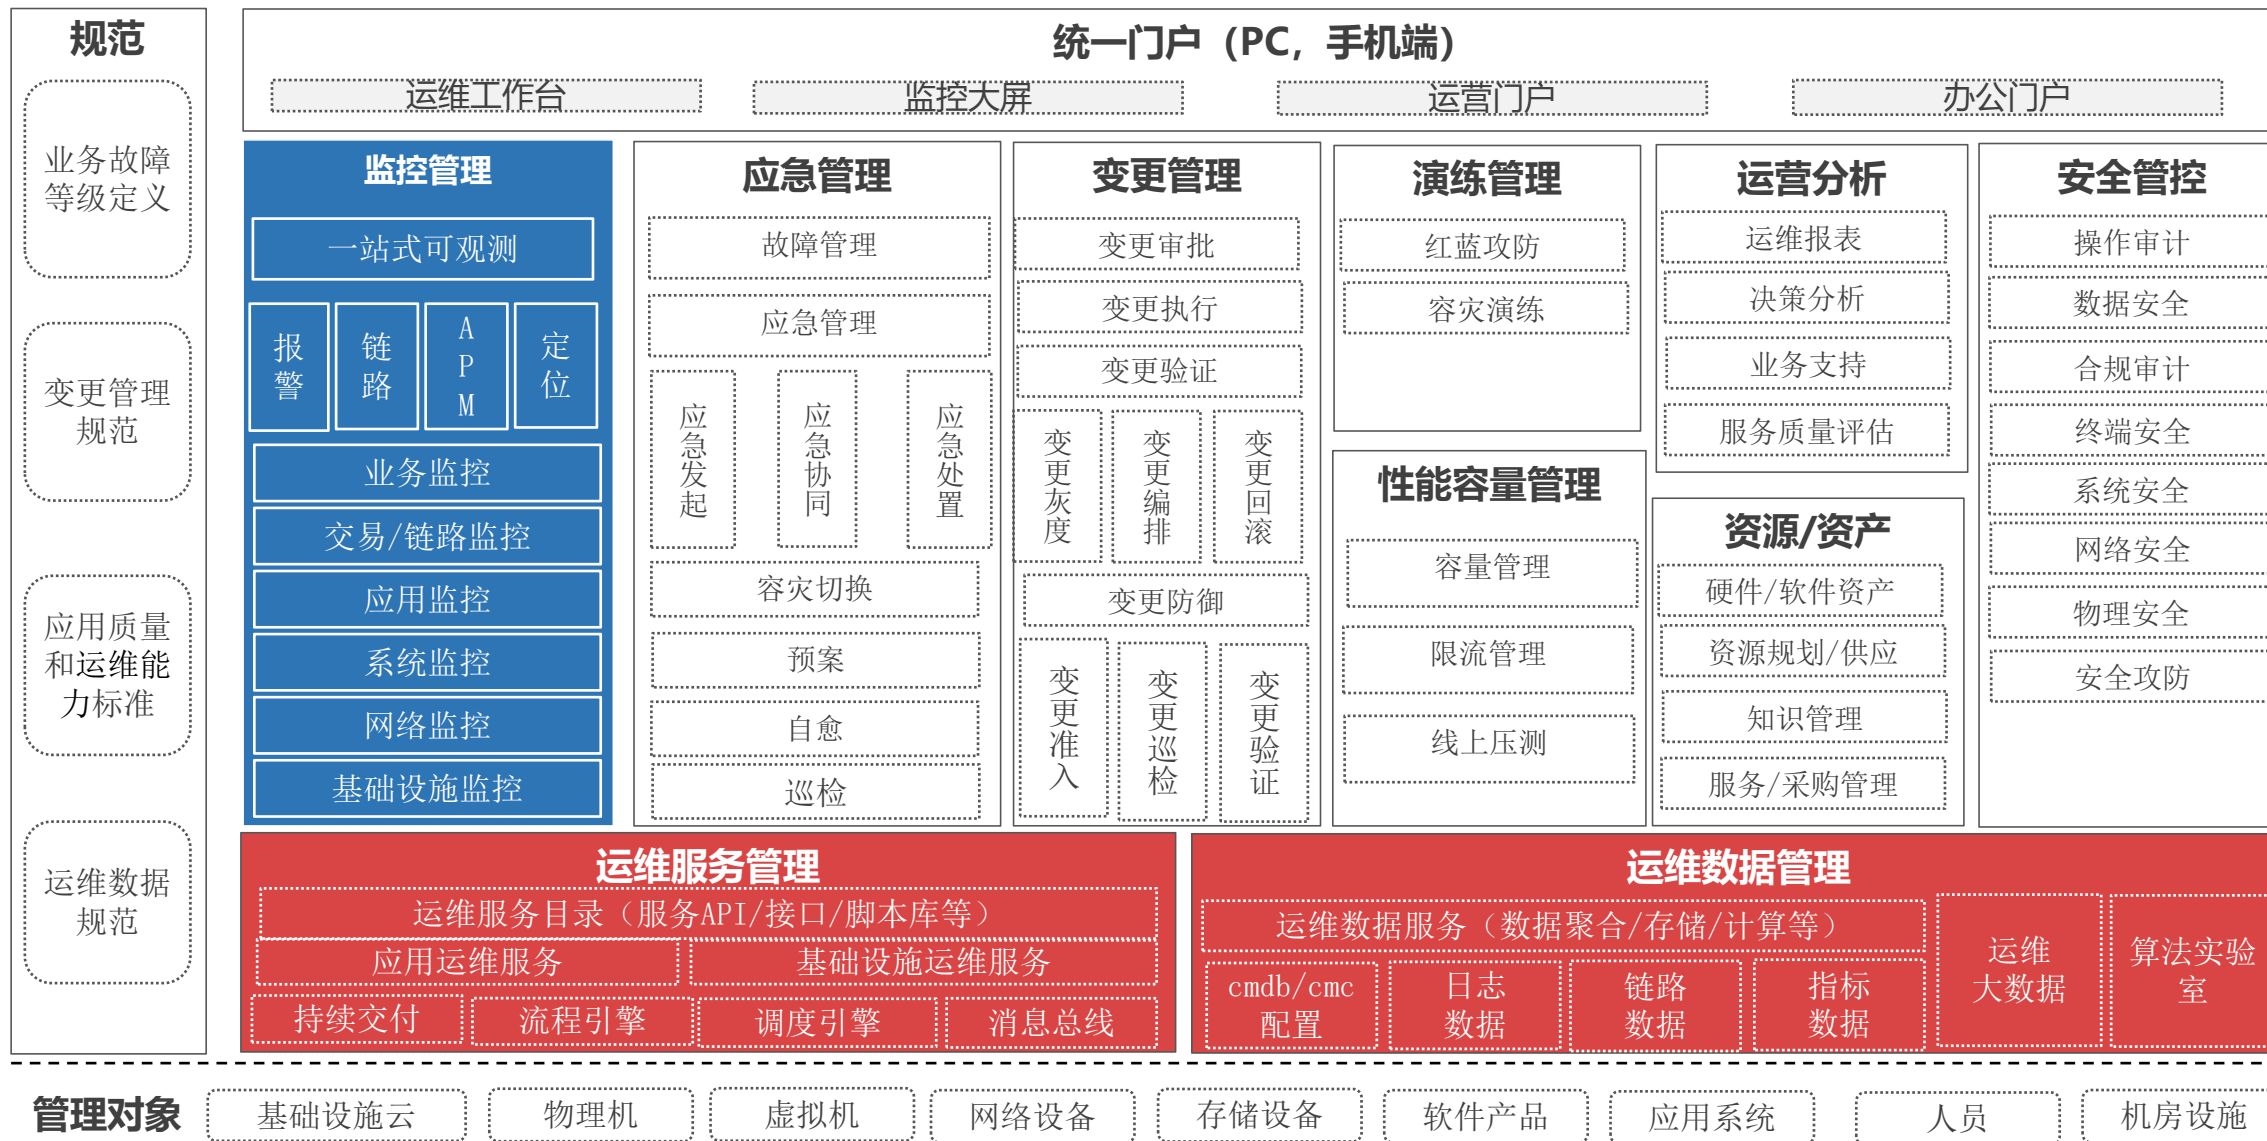 规范
业务故障
等级定义
变更管理
规范
应用质量
和运维能
力标准
运维数据
规范
统一门户（PC，手机端）
运维工作台
监控大屏
运营门户
办公门户
监控管理
一站式可观测
报警
链路
APM
定位
业务监控
交易/链路监控
应用监控
系统监控
网络监控
基础设施监控
应急管理
故障管理
应急管理
应急发起
应急协同
应急处置
容灾切换
预案
自愈
巡检
变更管理
变更审批
变更执行
变更验证
变更灰度
变更编排
变更回滚
变更防御
变更准入
变更巡检
变更验证
演练管理
红蓝攻防
容灾演练
性能容量管理
容量管理
限流管理
线上压测
运营分析
运维报表
决策分析
业务支持
服务质量评估
资源/资产
硬件/软件资产
资源规划/供应
知识管理
服务/采购管理
安全管控
操作审计
数据安全
合规审计
终端安全
系统安全
网络安全
物理安全
安全攻防
运维服务管理
运维服务目录（服务API/接口/脚本库等）
应用运维服务
基础设施运维服务
持续交付
流程引擎
调度引擎
消息总线
运维数据管理
运维数据服务（数据聚合/存储/计算等）
cmdb/cmc
配置
日志
数据
链路
数据
指标
数据
运维
大数据
算法实验
室
管理对象
基础设施云
物理机
虚拟机
网络设备
存储设备
软件产品
应用系统
人员
机房设施